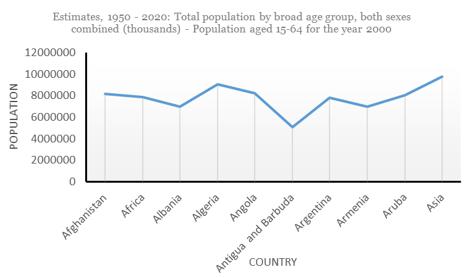 Estimates, 1950 - 2020: Total population by broad age group, both sexes
combined (thousands) - Population aged 15-64 for the year 2000
12000000
10000000
8000000
6000000
4000000
2000000
0
POPULATION
Afghanistan
Africa
Albania
Algeria
Angola
Antigua and Barbuda
Argentina
Armenia
Aruba
Asia
COUNTRY